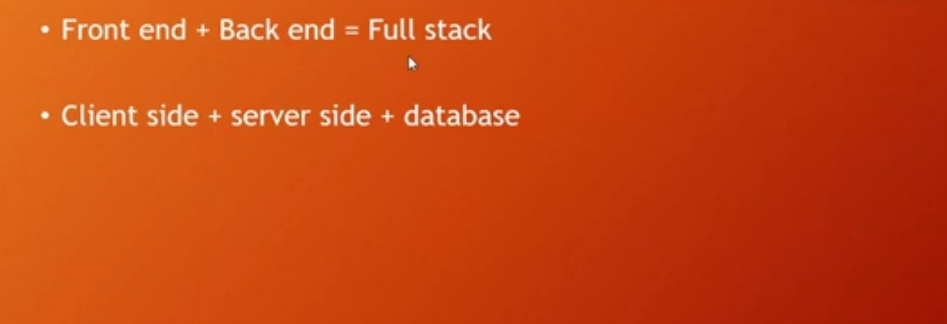 • Front end + Back end = Full stack
• Client side + server side + database